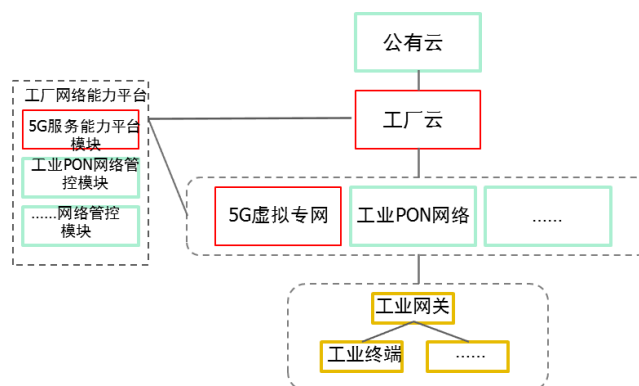 公有云
工厂网络能力平台
5G服务能力平台
模块
工厂云
工业PON网络管
控模块
......网络管控
模块
5G虚拟专网
工业PON网络
......
工业网关
工业终端
......